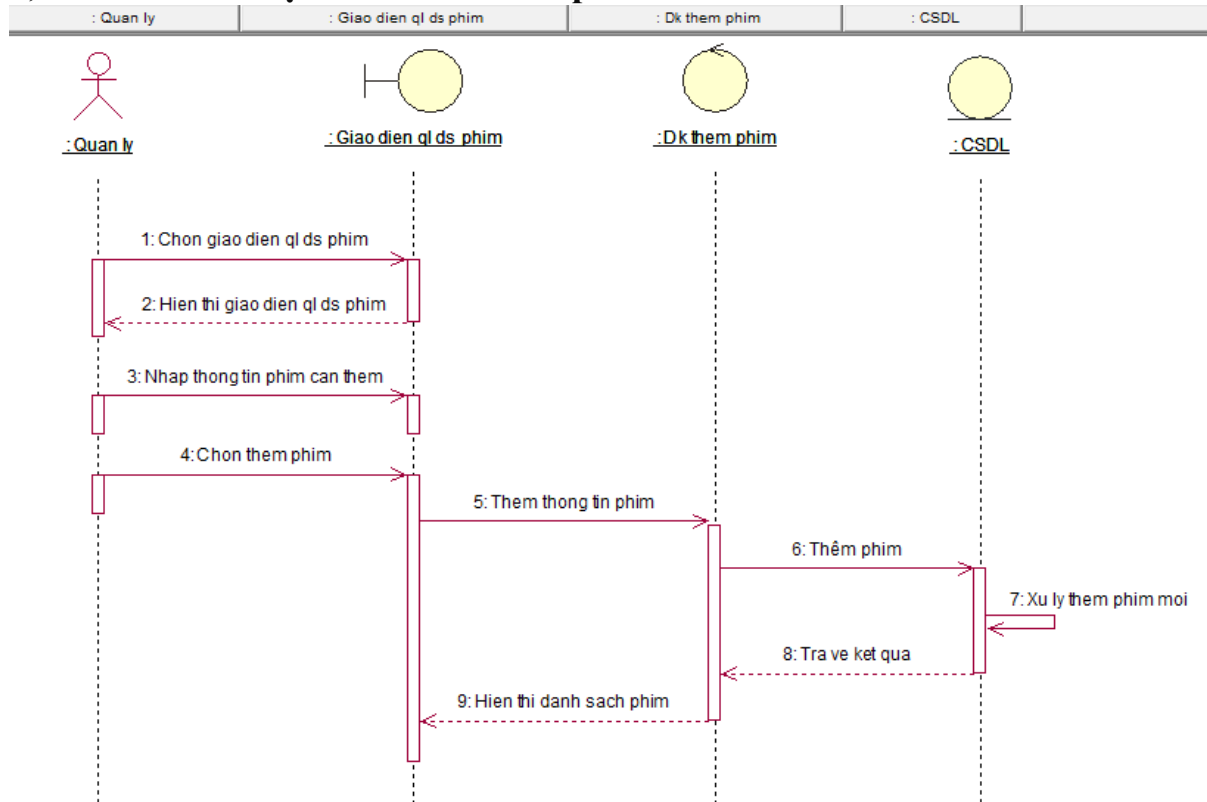 : Quan ly
: Giao dien ql ds phim
: Dk them phim
: CSDL
: Quan ly
: Giao dien ql ds phim
: Dk them phim
: CSDL
1: Chon giao dien ql ds phim
2: Hien thi giao dien ql ds phim
3: Nhap thong tin phim can them
4: Chon them phim
5: Them thong tin phim
6: Thêm phim
7: Xu ly them phim moi
8: Tra ve ket qua
9: Hien thi danh sach phim